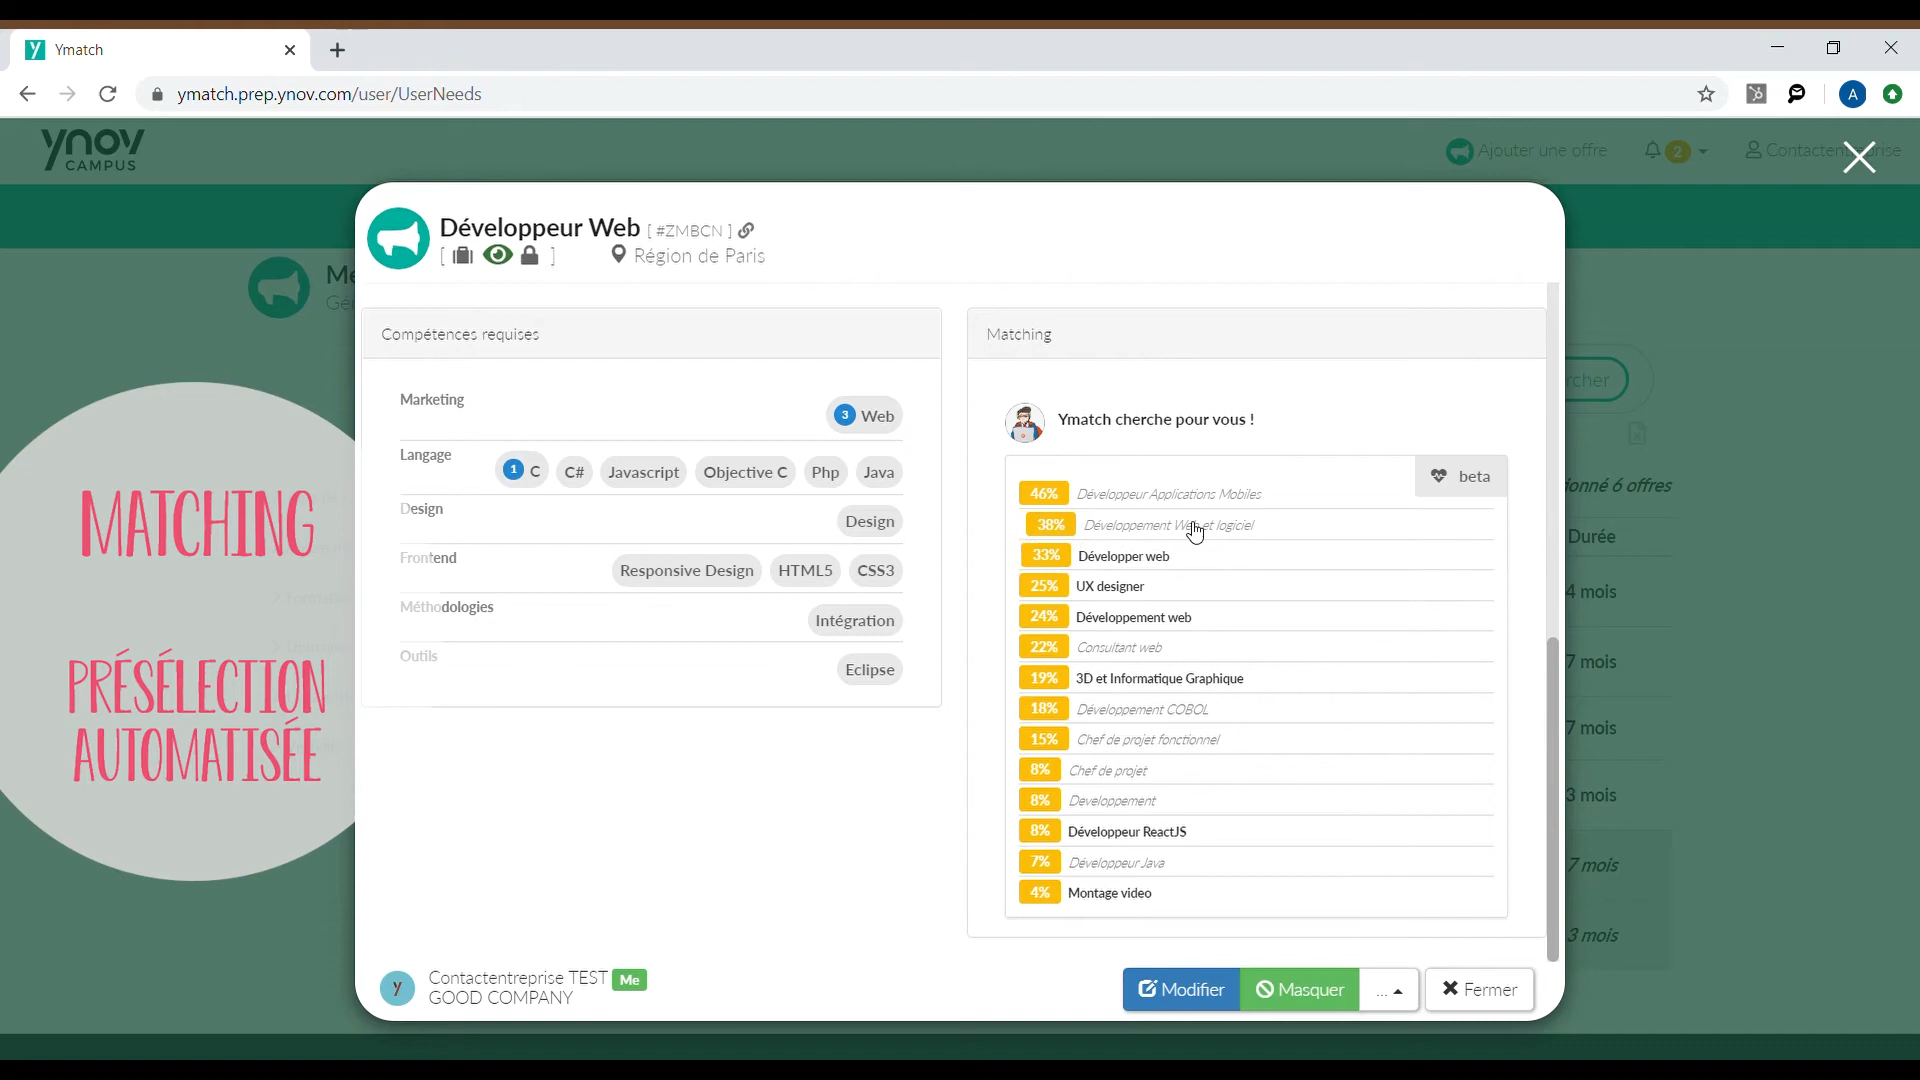 Ymatch
ymatch.prep.ynov.com/user/UserNeeds
A
ynov
CAMPUS
Ajouter une offre
2
Développeur Web [ #ZMBCN ]
[ ]
Région de Paris
Compétences requises
Marketing
3 Web
Langage
1 C
C#
Javascript
Objective C
Php
Java
Design
Design
Frontend
Responsive Design
HTML5
CSS3
Méthodologies
Intégration
Outils
Eclipse
Matching
Ymatch cherche pour vous !
beta
46% Développeur Applications Mobiles
38% Développement Web et logiciel
33% Développer web
25% UX designer
24% Développement web
22% Consultant web
19% 3D et Informatique Graphique
18% Développement COBOL
15% Chef de projet fonctionnel
8% Chef de projet
8% Developpement
8% Développeur ReactJS
7% Développeur Java
4% Montage video
MATCHING
PRÉSÉLECTION
AUTOMATISÉE
6 offres
Durée
4 mois
7 mois
7 mois
3 mois
7 mois
3 mois
y
Contactentreprise TEST Me
GOOD COMPANY
Modifier
Masquer
...
Fermer